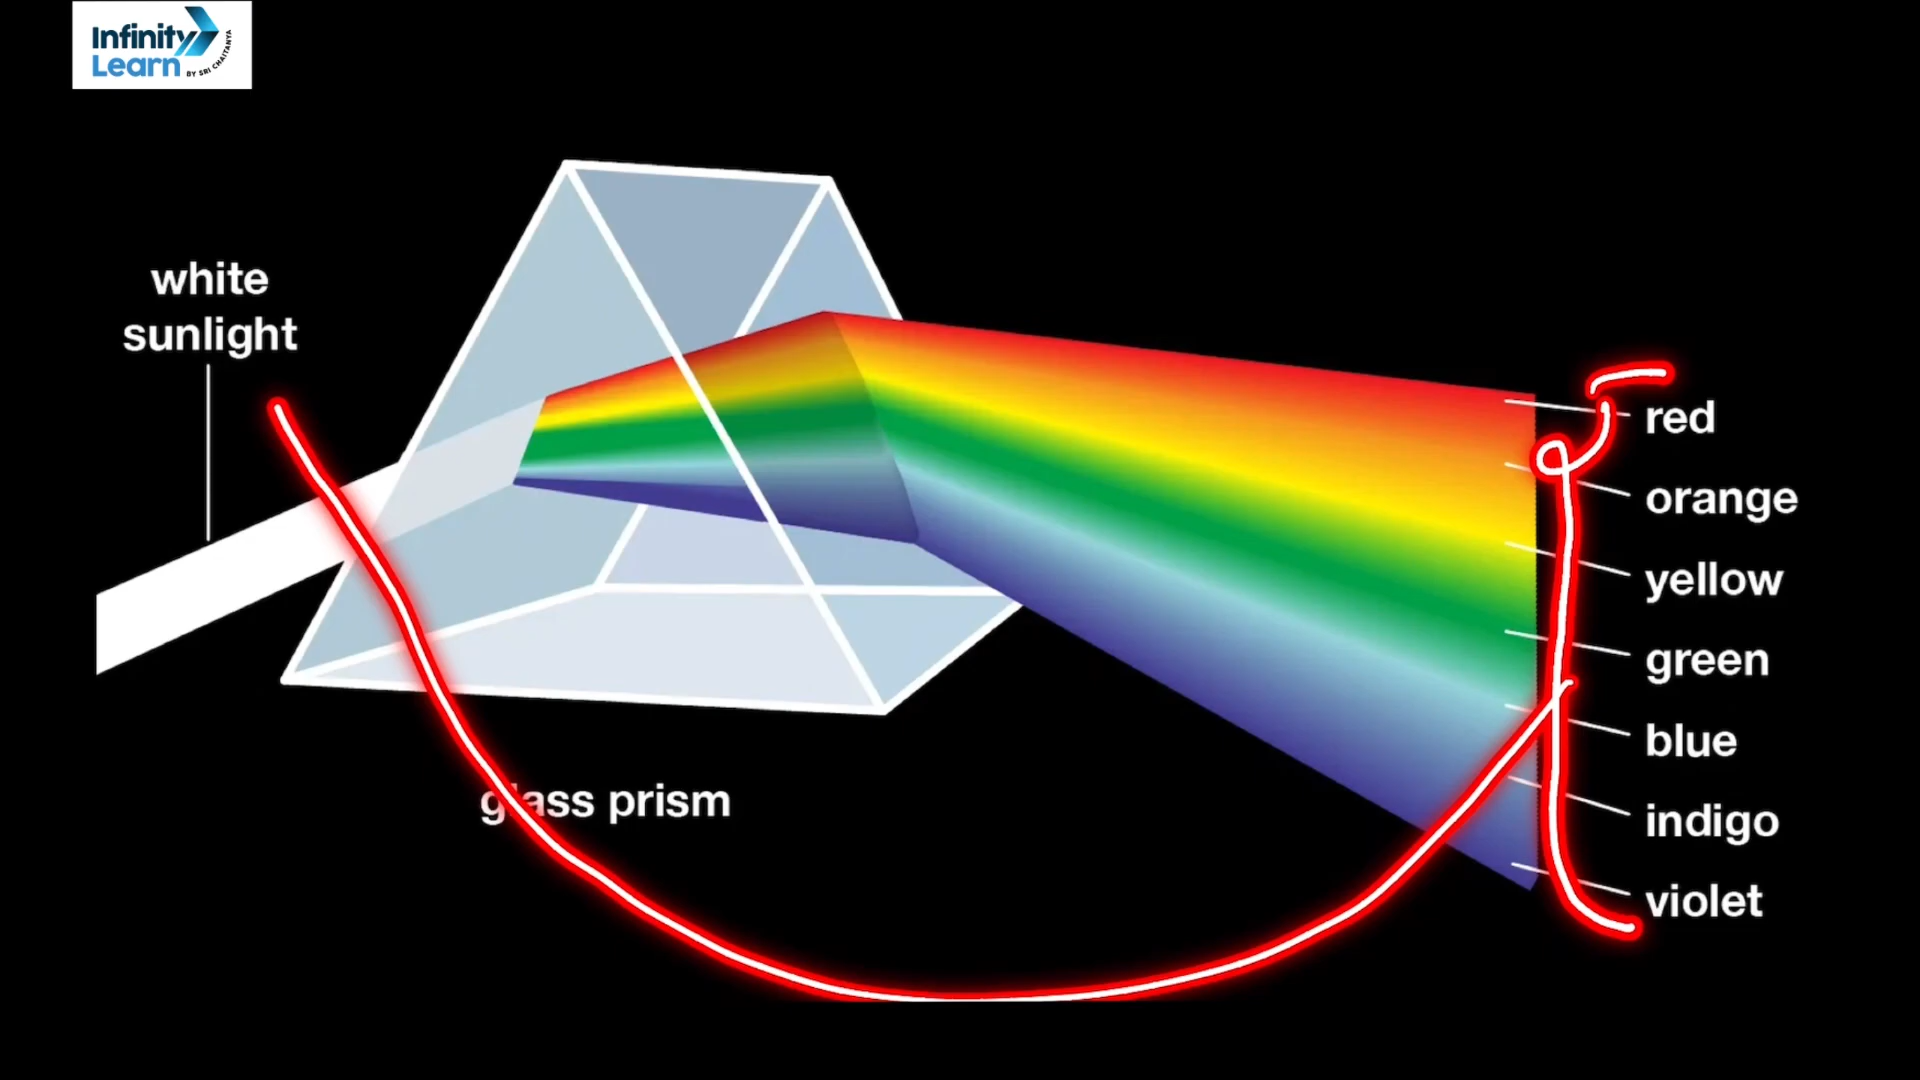 Infinity
Learn
BY SRI CHAITANYA
white
sunlight
red
orange
yellow
green
blue
indigo
violet
glass prism